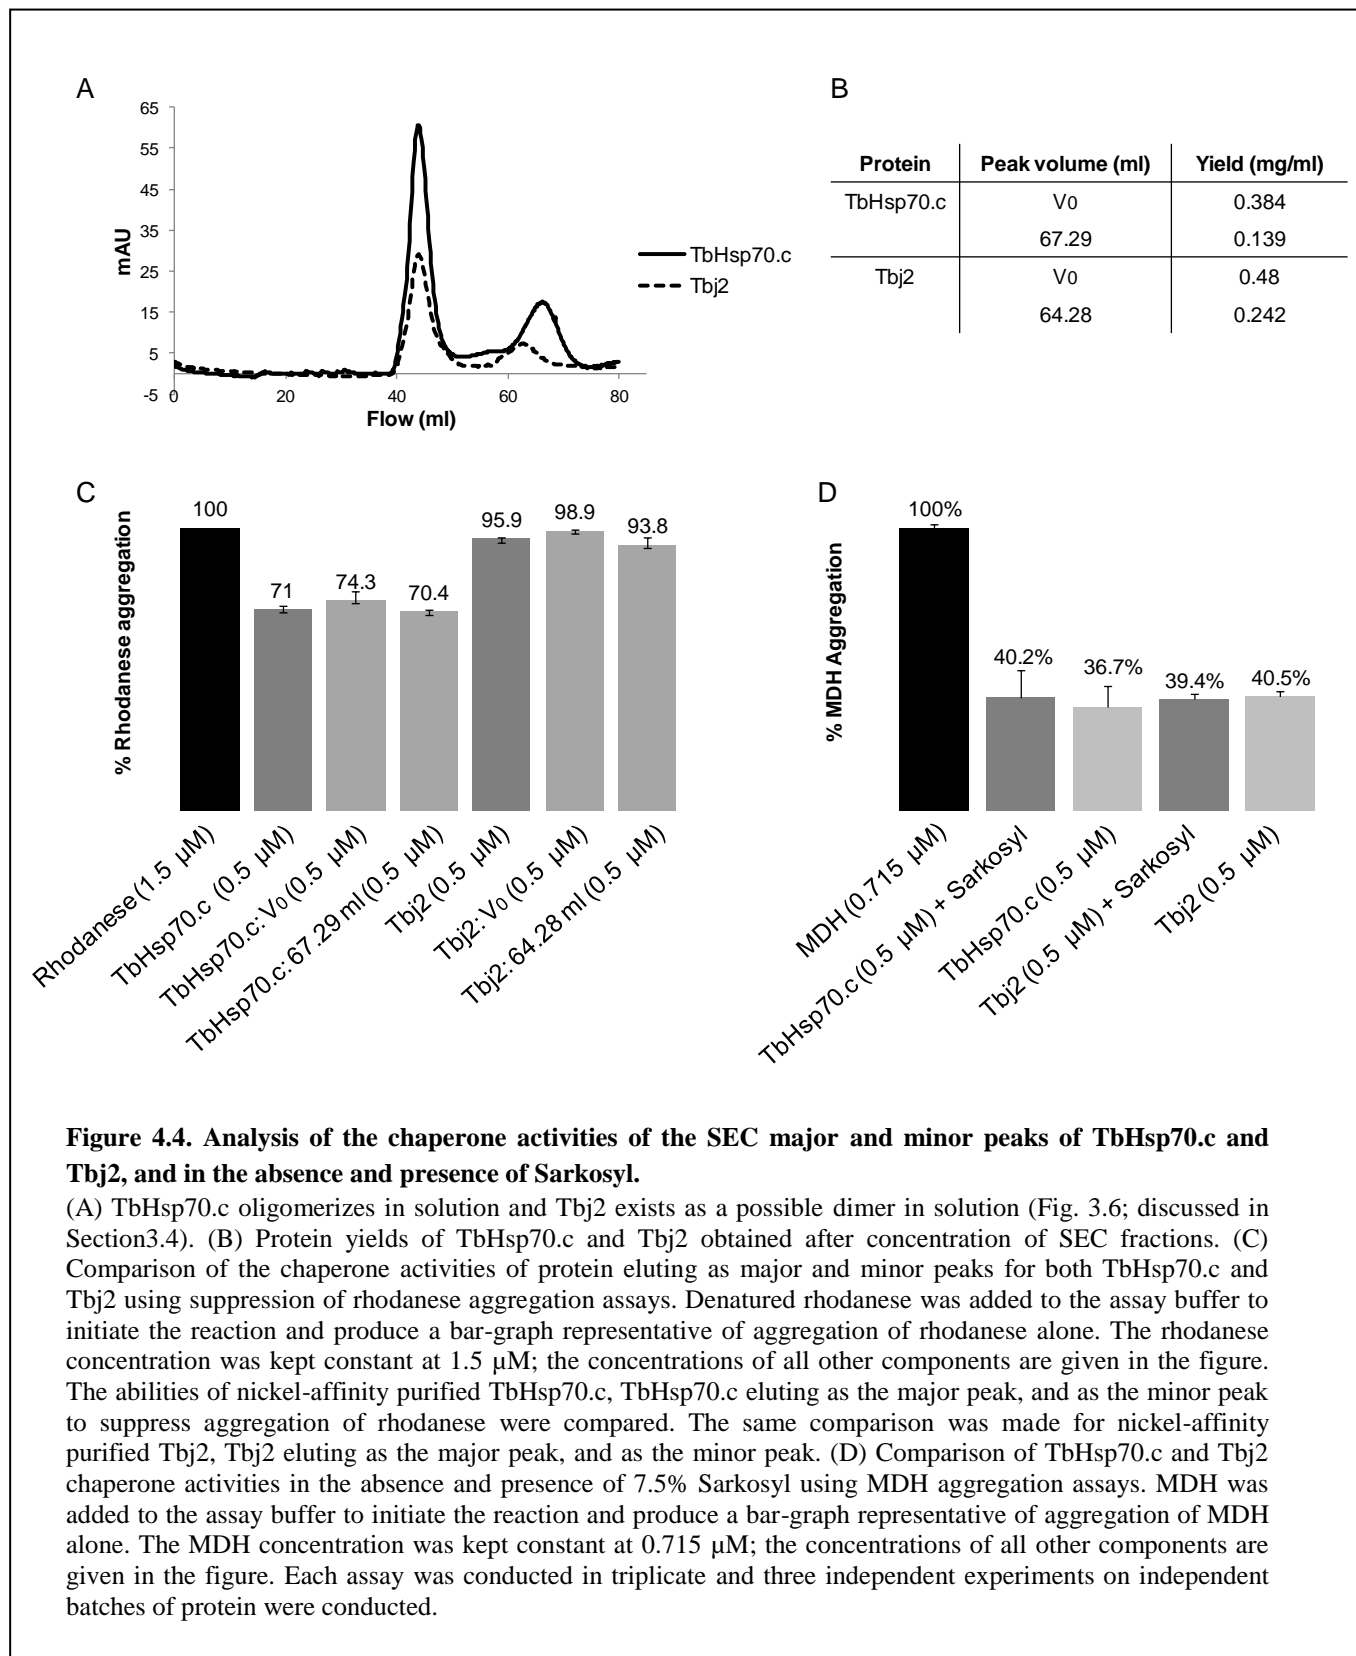 A
65
55
45
35
25
15
5
-5
mAU
0
20
40
60
80
Flow (ml)
TbHsp70.c
Tbj2
B
Protein Peak volume (ml) Yield (mg/ml)
TbHsp70.c V0 0.384
67.29 0.139
Tbj2 V0 0.48
64.28 0.242
C
% Rhodanese aggregation
100
71
74.3
70.4
95.9
98.9
93.8
Rhodanese (1.5 µM)
TbHsp70.c (0.5 µM)
TbHsp70.c: V0 (0.5 µM)
TbHsp70.c: 67.29 ml (0.5 µM)
Tbj2 (0.5 µM)
Tbj2: V0 (0.5 µM)
Tbj2: 64.28 ml (0.5 µM)
D
% MDH Aggregation
100%
40.2%
36.7%
39.4%
40.5%
MDH (0.715 µM)
TbHsp70.c (0.5 µM) + Sarkosyl
TbHsp70.c (0.5 µM)
Tbj2 (0.5 µM) + Sarkosyl
Tbj2 (0.5 µM)
Figure 4.4. Analysis of the chaperone activities of the SEC major and minor peaks of TbHsp70.c and
Tbj2, and in the absence and presence of Sarkosyl.
(A) TbHsp70.c oligomerizes in solution and Tbj2 exists as a possible dimer in solution (Fig. 3.6; discussed in
Section3.4). (B) Protein yields of TbHsp70.c and Tbj2 obtained after concentration of SEC fractions. (C)
Comparison of the chaperone activities of protein eluting as major and minor peaks for both TbHsp70.c and
Tbj2 using suppression of rhodanese aggregation assays. Denatured rhodanese was added to the assay buffer to
initiate the reaction and produce a bar-graph representative of aggregation of rhodanese alone. The rhodanese
concentration was kept constant at 1.5 µM; the concentrations of all other components are given in the figure.
The abilities of nickel-affinity purified TbHsp70.c, TbHsp70.c eluting as the major peak, and as the minor peak
to suppress aggregation of rhodanese were compared. The same comparison was made for nickel-affinity
purified Tbj2, Tbj2 eluting as the major peak, and as the minor peak. (D) Comparison of TbHsp70.c and Tbj2
chaperone activities in the absence and presence of 7.5% Sarkosyl using MDH aggregation assays. MDH was
added to the assay buffer to initiate the reaction and produce a bar-graph representative of aggregation of MDH
alone. The MDH concentration was kept constant at 0.715 µM; the concentrations of all other components are
given in the figure. Each assay was conducted in triplicate and three independent experiments on independent
batches of protein were conducted.